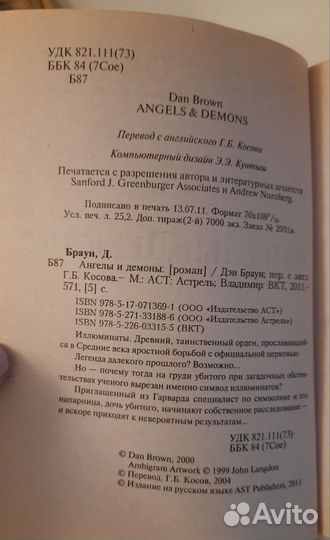 УДК 821.111(73)
ББК 84 (7Сое)
Б87
Dan Brown
ANGELS & DEMONS
Перевод с английского Г.Б. Косова
Компьютерный дизайн Э.Э. Кунтыш
Печатается с разрешения автора и литературных агентств
Sanford J. Greenburger Associates и Andrew Nurnberg.
Подписано в печать 13.07.11. Формат 70x108¹/₃₂
Усл. печ. л. 25,2. Доп. тираж(2-й) 7000 экз. Заказ № 2931и.
Браун, Д.
Б87 Ангелы и демоны: [роман] / Дэн Браун; пер. с англ.
Г.Б. Косова.– М.: АСТ: Астрель; Владимир: ВКТ, 2011.–
571, [5] с.
ISBN 978-5-17-071369-1 (ООО «Издательство АСТ»)
ISBN 978-5-271-33188-6 (ООО «Издательство Астрель»)
ISBN 978-5-226-03315-5 (ВКТ)
Иллюминаты. Древний, таинственный орден, прославившийся
в Средние века яростной борьбой с официальной церковью.
Легенда далекого прошлого? Возможно...
Но — почему тогда на груди убитого при загадочных обстоя-
тельствах ученого вырезан именно символ иллюминатов?
Приглашенный из Гарварда специалист по символике и его
напарница, дочь убитого, начинают собственное расследование —
и вскоре приходят к невероятным результатам...
УДК 821.111(73)
ББК 84 (7Сое)
© Dan Brown, 2000
Ambigram Artwork © 1999 John Langdon
© Перевод. Г.Б. Косов, 2004
© Издание на русском языке AST Publishers, 2011
Avito